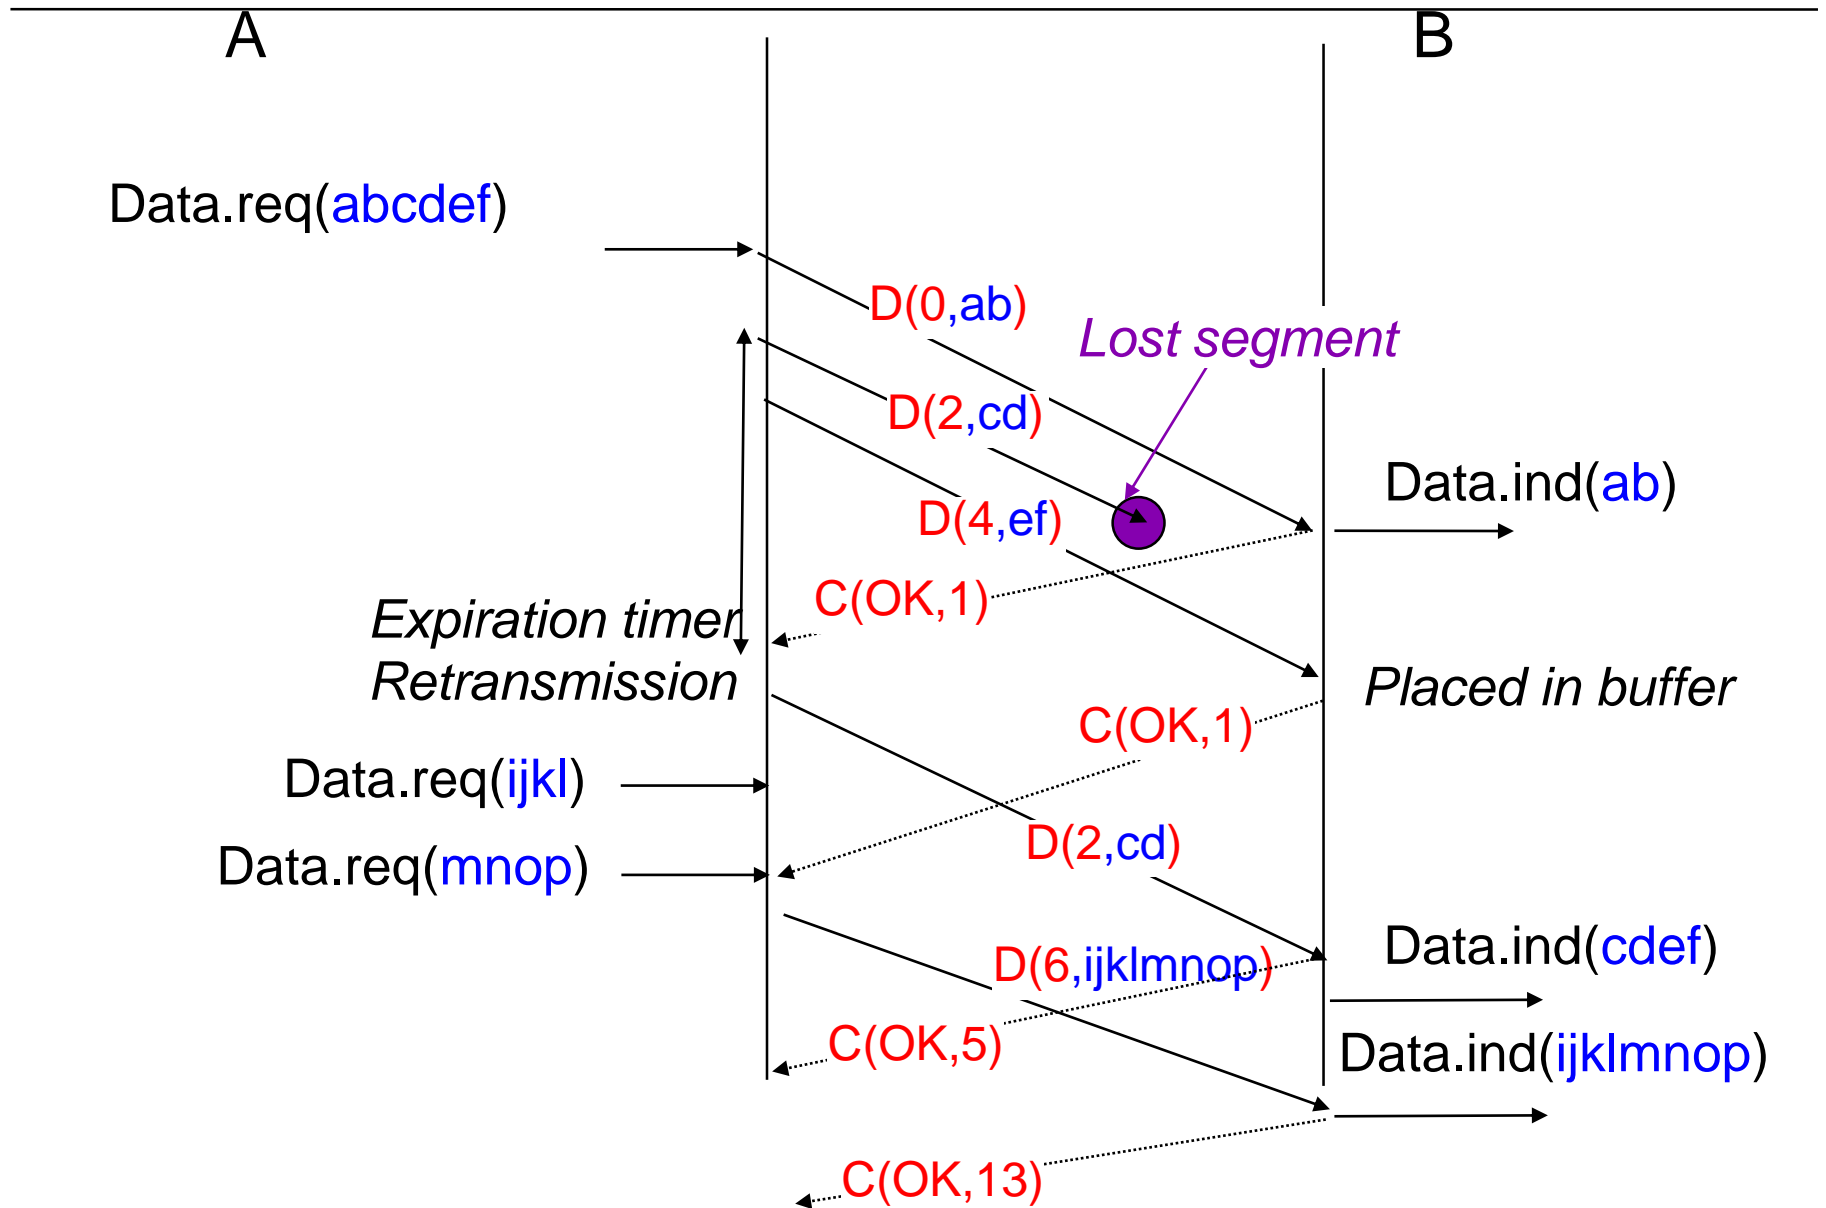 A
B
Data.req(abcdef)
D(0,ab)
Lost segment
D(2,cd)
Data.ind(ab)
D(4,ef)
C(OK,1)
Expiration timer
Retransmission
Placed in buffer
C(OK,1)
Data.req(ijkl)
D(2,cd)
Data.req(mnop)
Data.ind(cdef)
D(6,ijklmnop)
C(OK,5)
Data.ind(ijklmnop)
C(OK,13)